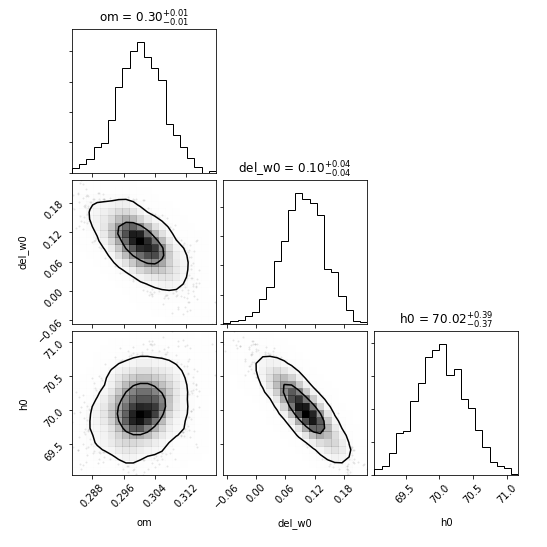 om = 0.30+0.01 −0.01
0.18
0.12
0.06
0.00
−0.06
del_w0
del_w0 = 0.10+0.04 −0.04
71.0
70.5
70.0
69.5
h0
h0 = 70.02+0.39 −0.37
0.288 0.296 0.304 0.312
−0.06 0.00 0.06 0.12 0.18
69.5 70.0 70.5 71.0
om del_w0 h0